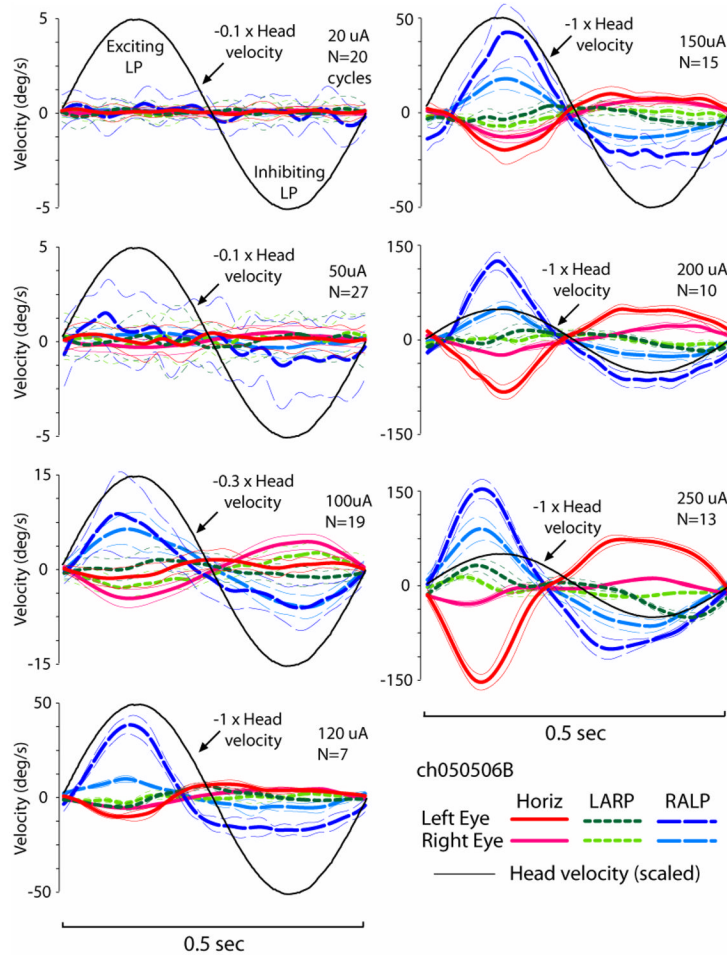 5
Exciting
LP
-0.1 x Head
velocity
20 uA
N=20
cycles
Velocity (deg/s)
0
Inhibiting
LP
-5
5
-0.1 x Head
velocity
50uA
N=27
Velocity (deg/s)
0
-5
15
-0.3 x Head
velocity
100uA
N=19
Velocity (deg/s)
0
-15
50
-1 x Head
velocity
120 uA
N=7
Velocity (deg/s)
0
-50
0.5 sec
50
-1 x Head
velocity
150uA
N=15
0
-50
150
-1 x Head
velocity
200 uA
N=10
0
-150
150
-1 x Head
velocity
250 uA
N=13
0
-150
0.5 sec
ch050506B
Horiz LARP RALP
Left Eye
Right Eye
Head velocity (scaled)